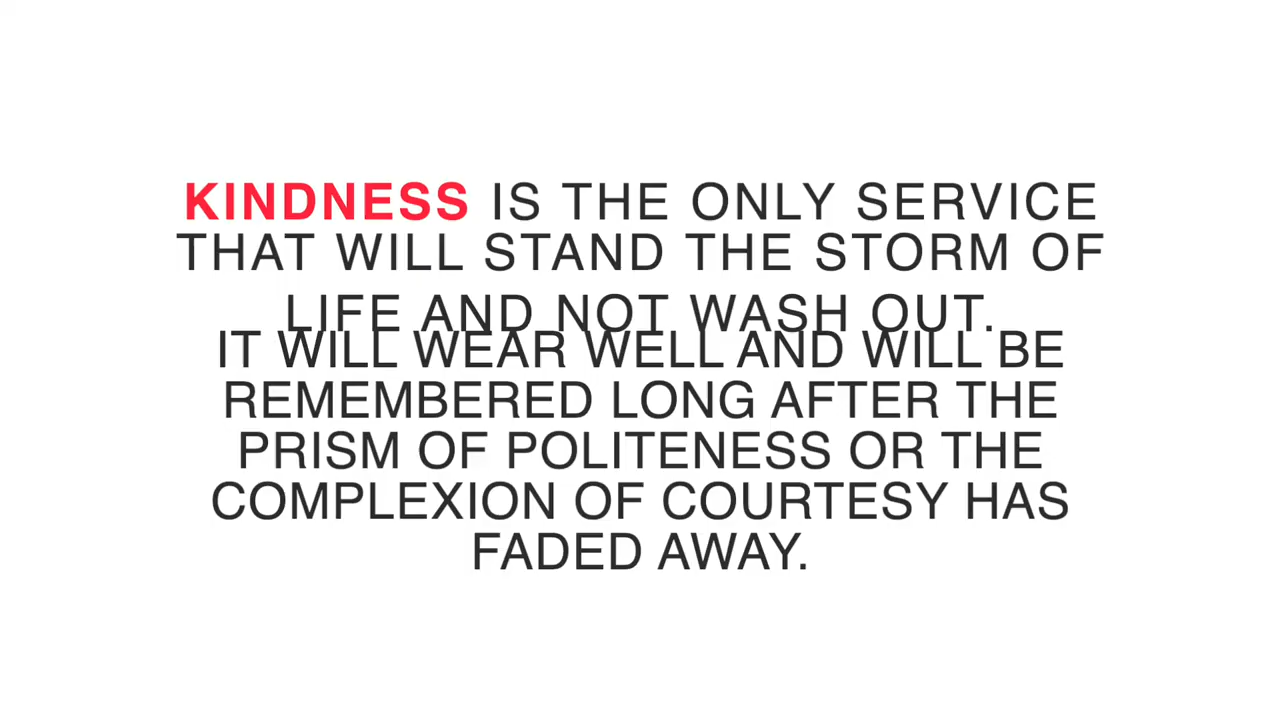 KINDNESS IS THE ONLY SERVICE
THAT WILL STAND THE STORM OF
LIFE AND NOT WASH OUT.
IT WILL WEAR WELL AND WILL BE
REMEMBERED LONG AFTER THE
PRISM OF POLITENESS OR THE
COMPLEXION OF COURTESY HAS
FADED AWAY.